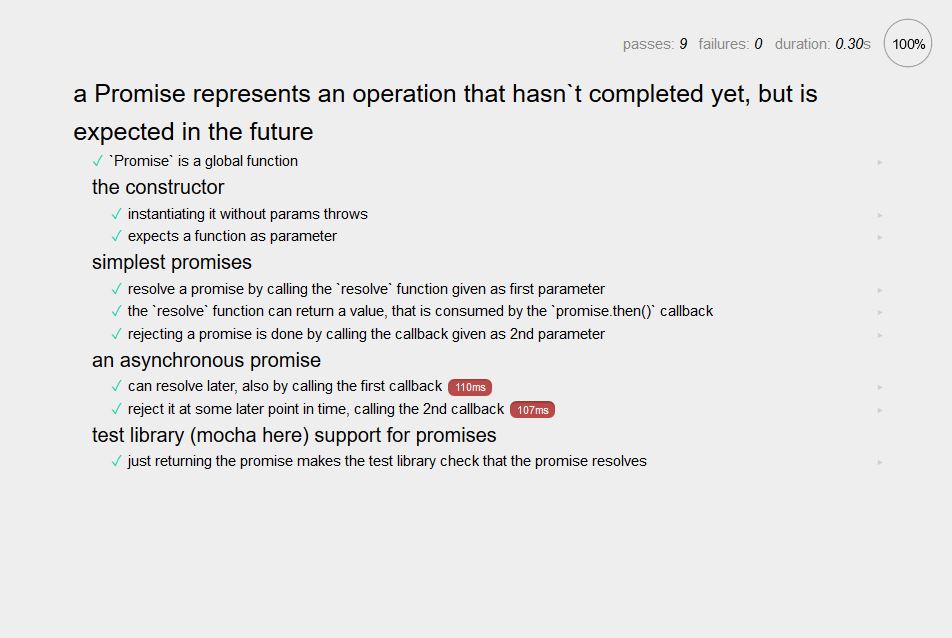 passes: 9 failures: 0 duration: 0.30s 100%
a Promise represents an operation that hasn`t completed yet, but is
expected in the future
✓ `Promise` is a global function
the constructor
✓ instantiating it without params throws
✓ expects a function as parameter
simplest promises
✓ resolve a promise by calling the `resolve` function given as first parameter
✓ the `resolve` function can return a value, that is consumed by the `promise.then()` callback
✓ rejecting a promise is done by calling the callback given as 2nd parameter
an asynchronous promise
✓ can resolve later, also by calling the first callback 110ms
✓ reject it at some later point in time, calling the 2nd callback 107ms
test library (mocha here) support for promises
✓ just returning the promise makes the test library check that the promise resolves